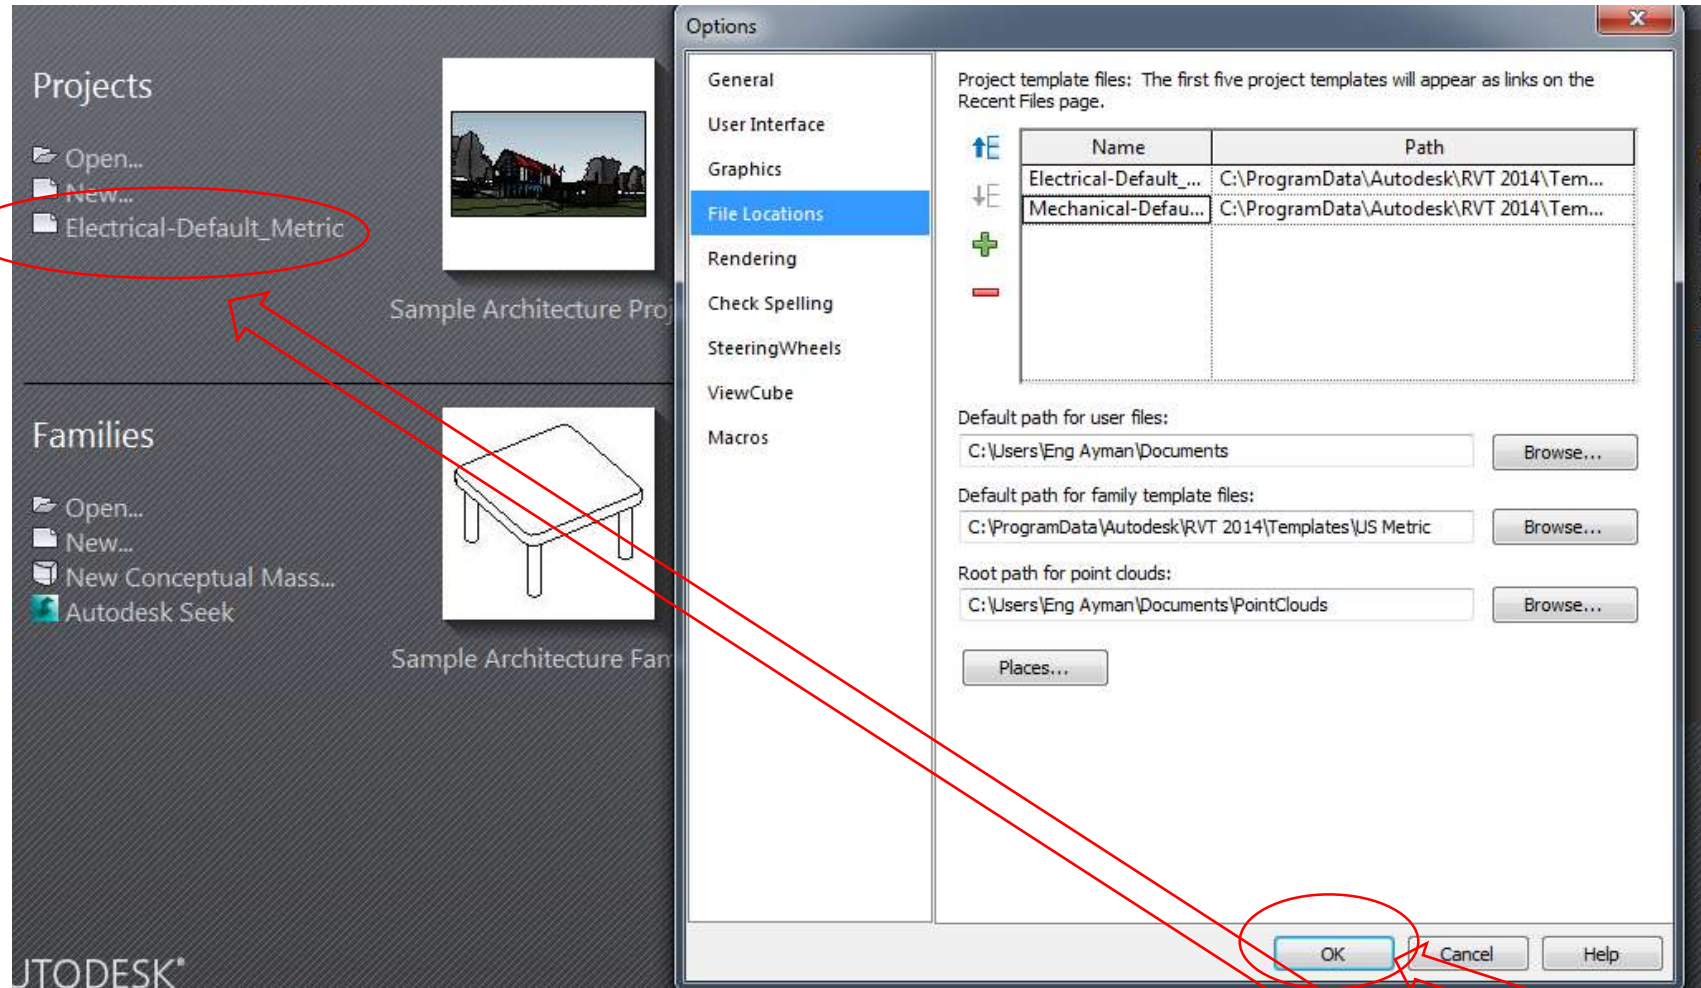 Projects
Open...
New...
Electrical-Default_Metric
Sample Architecture Proj
Families
Open...
New...
New Conceptual Mass...
Autodesk Seek
Sample Architecture Fam
UTODESK®
Options
General
User Interface
Graphics
File Locations
Rendering
Check Spelling
SteeringWheels
ViewCube
Macros
Project template files: The first five project templates will appear as links on the
Recent Files page.
Name Path
Electrical-Default_... C:\ProgramData\Autodesk\RVT 2014\Tem...
Mechanical-Defau... C:\ProgramData\Autodesk\RVT 2014\Tem...
Default path for user files:
C:\Users\Eng Ayman\Documents Browse...
Default path for family template files:
C:\ProgramData\Autodesk\RVT 2014\Templates\US Metric Browse...
Root path for point clouds:
C:\Users\Eng Ayman\Documents\PointClouds Browse...
Places...
OK Cancel Help